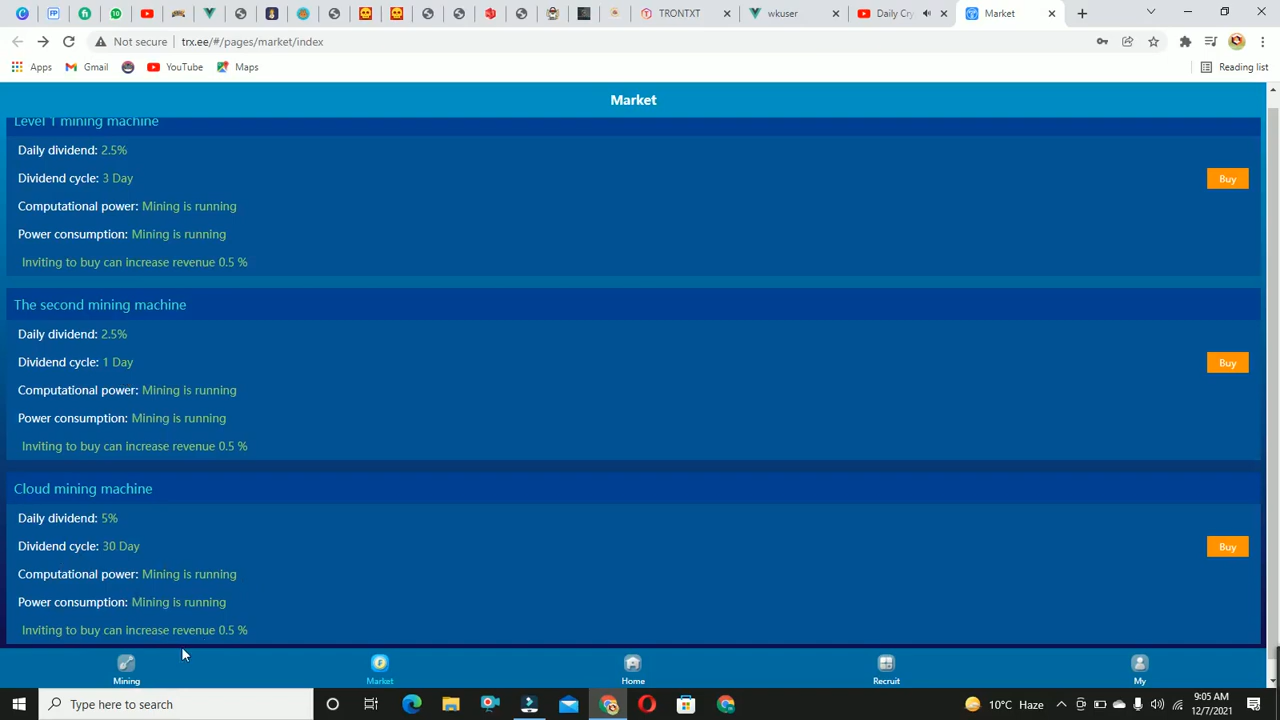 TRONTXT
wkuser
Daily Cry
Market
Not secure
trx.ee/#/pages/market/index
Apps
Gmail
YouTube
Maps
Reading list
Market
Level 1 mining machine
Daily dividend: 2.5%
Dividend cycle: 3 Day
Buy
Computational power: Mining is running
Power consumption: Mining is running
Inviting to buy can increase revenue 0.5 %
The second mining machine
Daily dividend: 2.5%
Dividend cycle: 1 Day
Buy
Computational power: Mining is running
Power consumption: Mining is running
Inviting to buy can increase revenue 0.5 %
Cloud mining machine
Daily dividend: 5%
Dividend cycle: 30 Day
Buy
Computational power: Mining is running
Power consumption: Mining is running
Inviting to buy can increase revenue 0.5 %
Mining
Market
Home
Recruit
My
Type here to search
10°C Haze
9:05 AM
12/7/2021